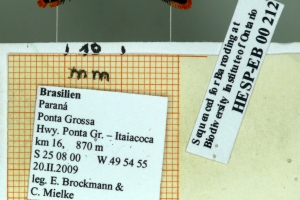 10
mm
Brasilien
Paraná
Ponta Grossa
Hwy. Ponta Gr. – Itaiacoca
km 16, 870 m
S 25 08 00 W 49 54 55
20.II.2009
leg. E. Brockmann &
C. Mielke
Sequenced for Barcoding at
Biodiversity Institute of Ontario
HESP-EB 00 212